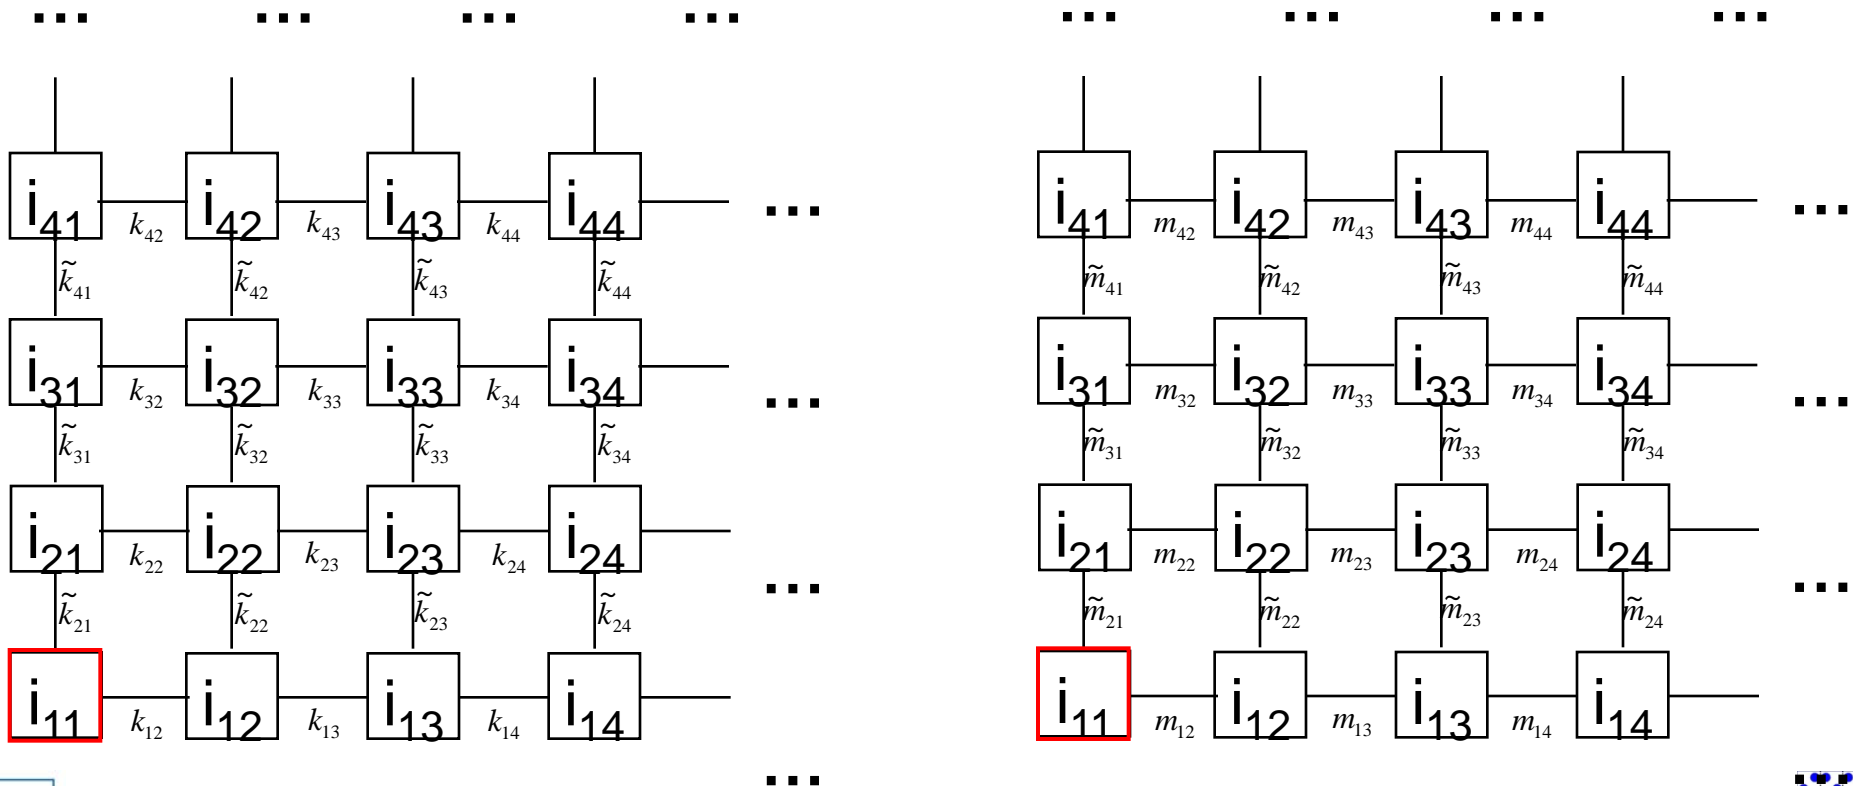 ... ... ... ... ... ... ... ...
i₄₁ k₄₂ i₄₂ k₄₃ i₄₃ k₄₄ i₄₄ ... i₄₁ m₄₂ i₄₂ m₄₃ i₄₃ m₄₄ i₄₄ ...
k̃₄₁ k̃₄₂ k̃₄₃ k̃₄₄ m̃₄₁ m̃₄₂ m̃₄₃ m̃₄₄
i₃₁ k₃₂ i₃₂ k₃₃ i₃₃ k₃₄ i₃₄ ... i₃₁ m₃₂ i₃₂ m₃₃ i₃₃ m₃₄ i₃₄ ...
k̃₃₁ k̃₃₂ k̃₃₃ k̃₃₄ m̃₃₁ m̃₃₂ m̃₃₃ m̃₃₄
i₂₁ k₂₂ i₂₂ k₂₃ i₂₃ k₂₄ i₂₄ ... i₂₁ m₂₂ i₂₂ m₂₃ i₂₃ m₂₄ i₂₄ ...
k̃₂₁ k̃₂₂ k̃₂₃ k̃₂₄ m̃₂₁ m̃₂₂ m̃₂₃ m̃₂₄
i₁₁ k₁₂ i₁₂ k₁₃ i₁₃ k₁₄ i₁₄ i₁₁ m₁₂ i₁₂ m₁₃ i₁₃ m₁₄ i₁₄
... ...